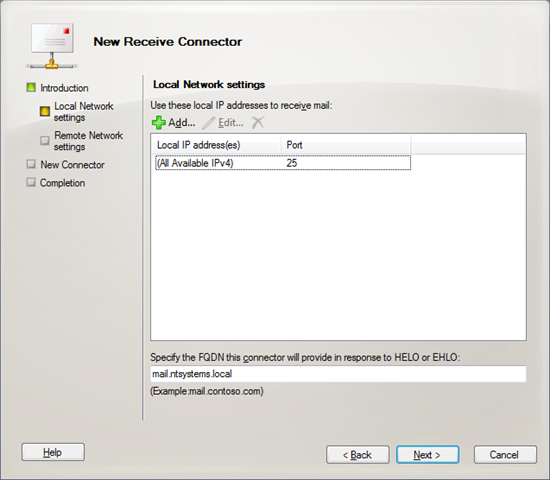 New Receive Connector
Introduction
Local Network
settings
Remote Network
settings
New Connector
Completion
Local Network settings
Use these local IP addresses to receive mail:
Add...
Edit...
Local IP address(es) Port
(All Available IPv4) 25
Specify the FQDN this connector will provide in response to HELO or EHLO:
mail.ntsystems.local
(Example:mail.contoso.com)
Help
< Back
Next >
Cancel